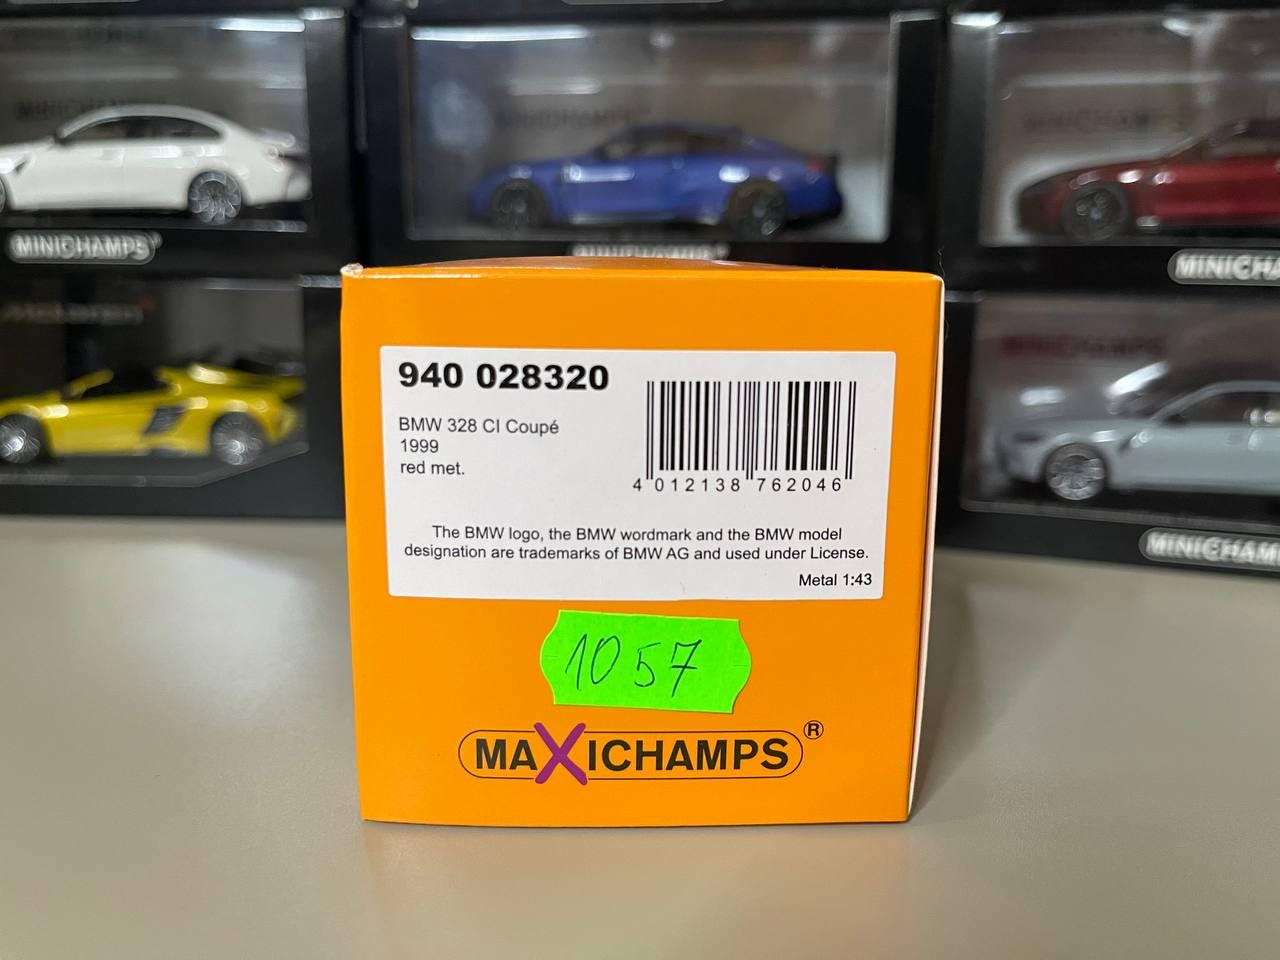 MINICHAMPS
MINICHAMPS
MINICHA
940 028320
BMW 328 CI Coupé
1999
red met.
4 012138 762046
The BMW logo, the BMW wordmark and the BMW model
designation are trademarks of BMW AG and used under License.
Metal 1:43
MINICHAM
1057
MAXICHAMPS®